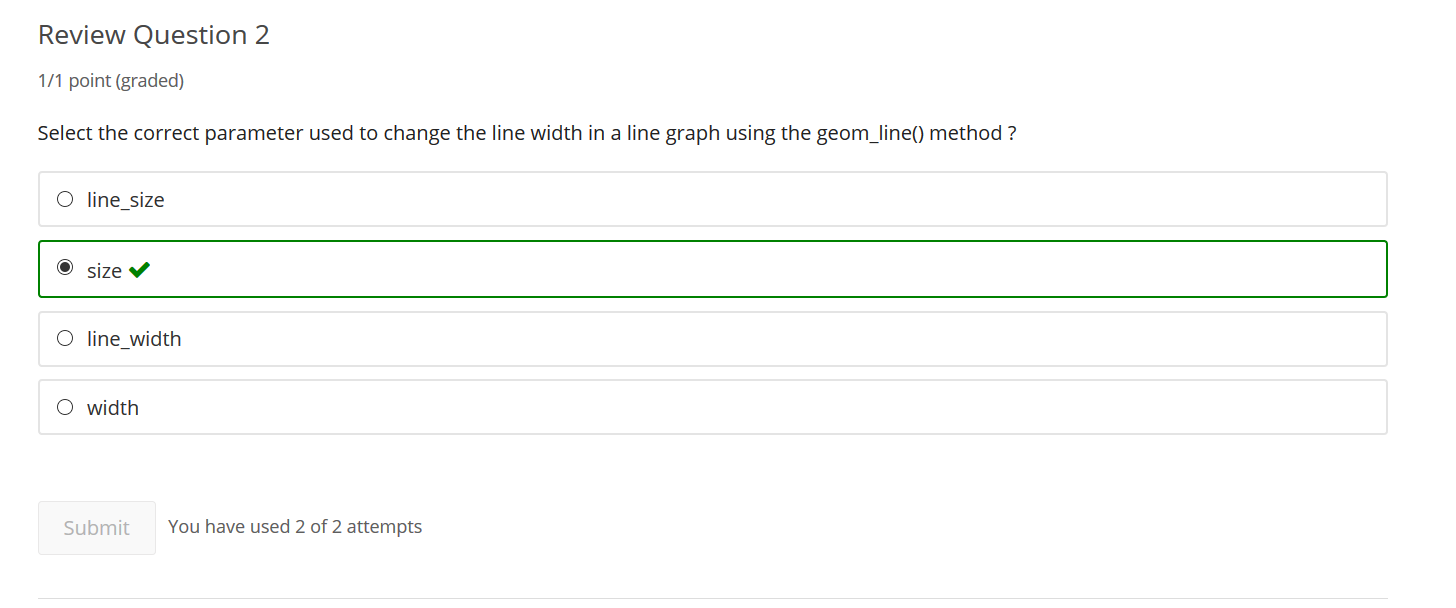 Review Question 2
1/1 point (graded)
Select the correct parameter used to change the line width in a line graph using the geom_line() method ?
line_size
size
line_width
width
Submit
You have used 2 of 2 attempts